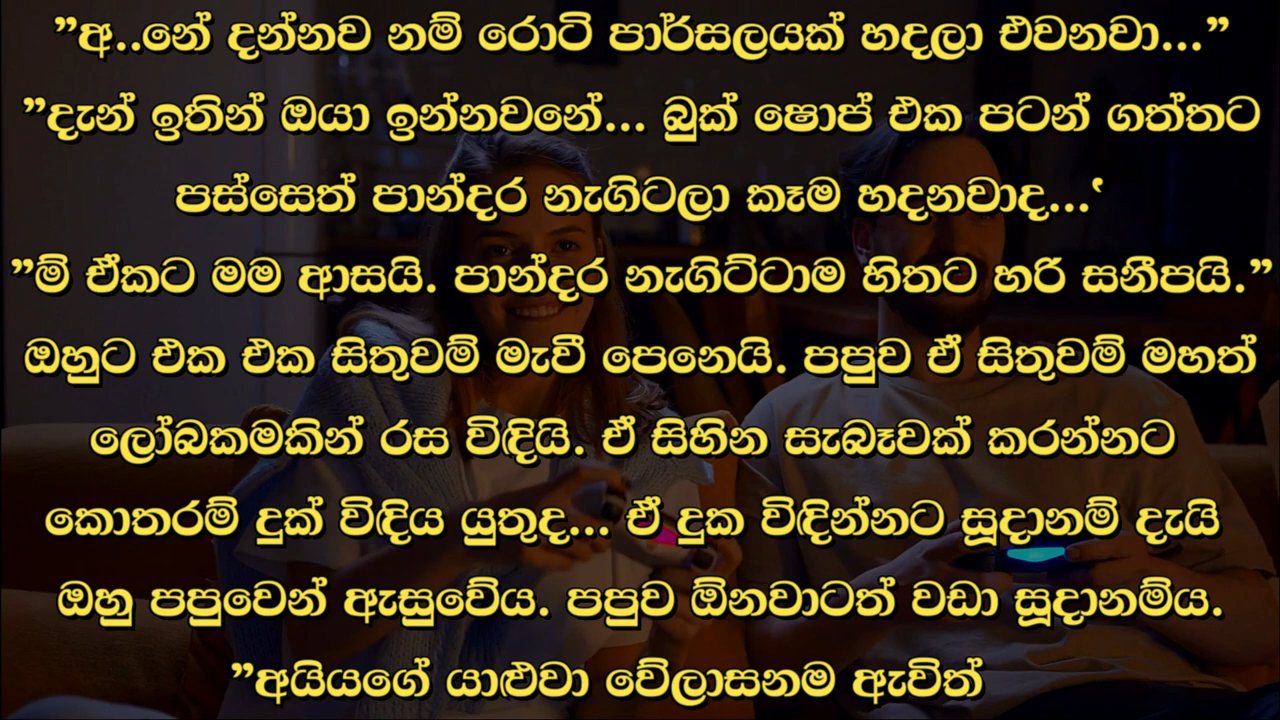 ”අ..නේ දන්නව නම් රොටි පාර්සලයක් හදලා එවනවා...”
”දැන් ඉතින් ඔයා ඉන්නවනේ... බුක් ෂොප් එක පටන් ගත්තට
පස්සෙත් පාන්දර නැගිටලා කෑම හදනවාද...‛
”ම් ඒකට මම ආසයි. පාන්දර නැගිට්ටාම හිතට හරි සනීපයි.”
ඔහුට එක එක සිතුවම් මැවී පෙනෙයි. පපුව ඒ සිතුවම් මහත්
ලෝබකමකින් රස විඳියි. ඒ සිහින සැබෑවක් කරන්නට
කොතරම් දුක් විඳිය යුතුද... ඒ දුක විඳින්නට සූදානම් දැයි
ඔහු පපුවෙන් ඇසුවේය. පපුව ඕනවාටත් වඩා සූදානම්ය.
”අයියගේ යාළුවා වේලාසනම ඇවිත්